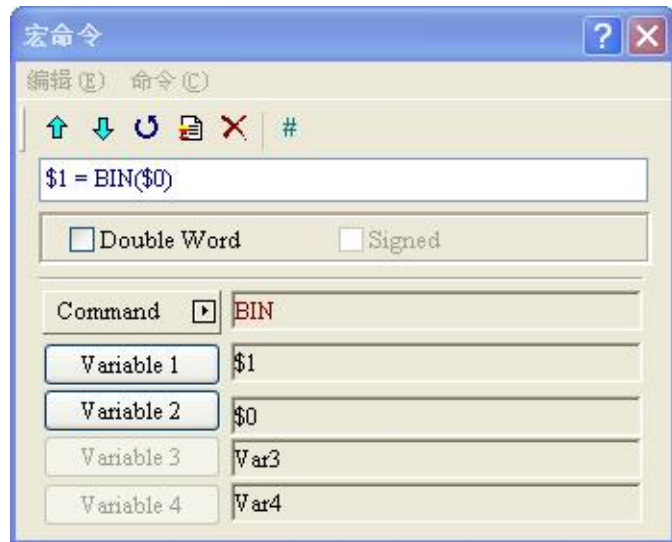 宏命令
编辑(E) 命令(C)
#
$1 = BIN($0)
Double Word Signed
Command BIN
Variable 1 $1
Variable 2 $0
Variable 3 Var3
Variable 4 Var4